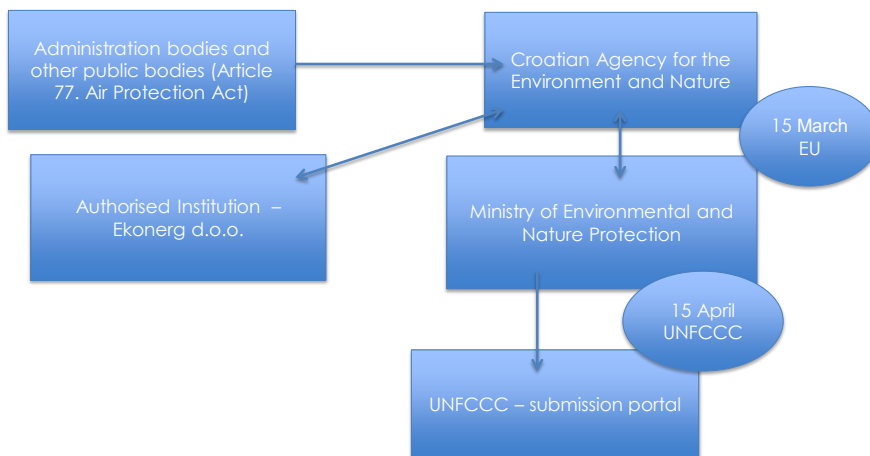 Administration bodies and
other public bodies (Article
77. Air Protection Act)
Croatian Agency for the
Environment and Nature
15 March
EU
Authorised Institution –
Ekonerg d.o.o.
Ministry of Environmental and
Nature Protection
15 April
UNFCCC
UNFCCC – submission portal